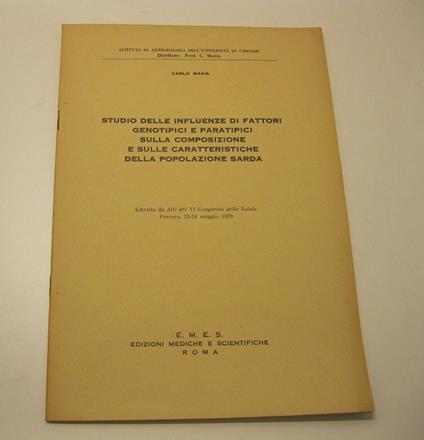 ISTITUTO DI ANTROPOLOGIA DELL'UNIVERSITÀ DI CAGLIARI
Direttore: Prof. C. Maxia
CARLO MAXIA
STUDIO DELLE INFLUENZE DI FATTORI
GENOTIPICI E PARATIPICI
SULLA COMPOSIZIONE
E SULLE CARATTERISTICHE
DELLA POPOLAZIONE SARDA
Estratto da Atti del VI Congresso della Salute
Ferrara, 23-24 maggio 1959
E. M. E. S.
EDIZIONI MEDICHE E SCIENTIFICHE
ROMA